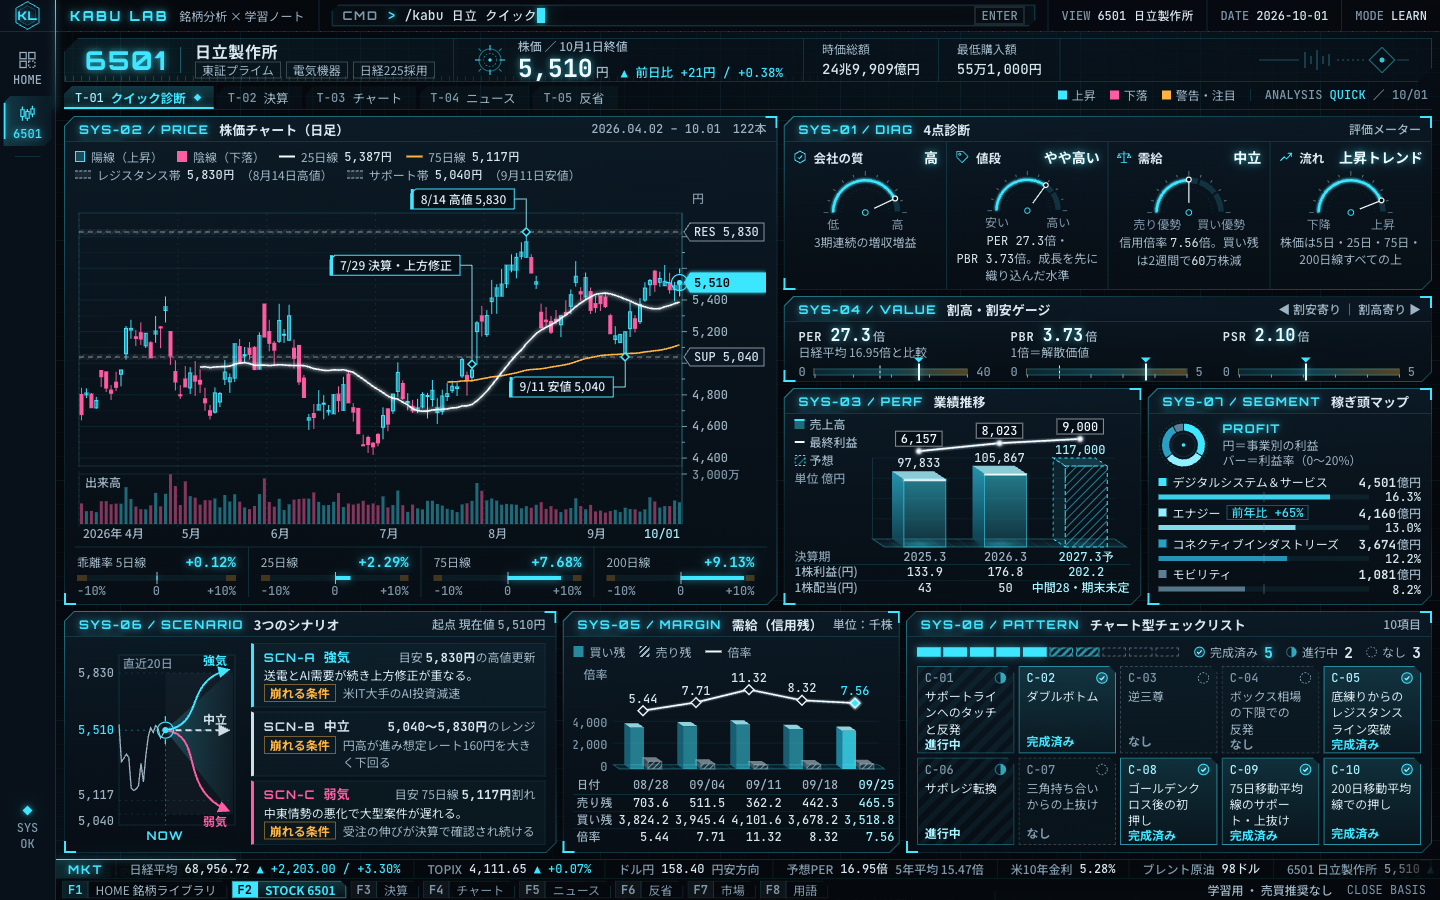 KL KABU LAB 銘柄分析 × 学習ノート
CMD > /kabu 日立 クイック ENTER
VIEW 6501 日立製作所 DATE 2026-10-01 MODE LEARN
HOME
6501
SYS
OK
6501 日立製作所
東証プライム 電気機器 日経225採用
株価 ／ 10月1日終値
5,510円 ▲ 前日比 +21円 / +0.38%
時価総額
24兆9,909億円
最低購入額
55万1,000円
T-01 クイック診断 ◆ T-02 決算 T-03 チャート T-04 ニュース T-05 反省
上昇 下落 警告・注目 ANALYSIS QUICK ／ 10/01
SYS-02 / PRICE 株価チャート（日足） 2026.04.02 − 10.01 122本
陽線（上昇） 陰線（下落） 25日線 5,387円 75日線 5,117円
レジスタンス帯 5,830円 （8月14日高値） サポート帯 5,040円 （9月11日安値）
8/14 高値 5,830
7/29 決算・上方修正
9/11 安値 5,040
円
RES 5,830
5,510
5,400
5,200
SUP 5,040
4,800
4,600
4,400
3,000万
出来高
2026年 4月 5月 6月 7月 8月 9月 10/01
乖離率 5日線 +0.12%
-10% 0 +10%
25日線 +2.29%
-10% 0 +10%
75日線 +7.68%
-10% 0 +10%
200日線 +9.13%
-10% 0 +10%
SYS-01 / DIAG 4点診断 評価メーター
会社の質 高
低 高
3期連続の増収増益
値段 やや高い
安い 高い
PER 27.3倍・
PBR 3.73倍。成長を先に
織り込んだ水準
需給 中立
売り優勢 買い優勢
信用倍率 7.56倍。買い残
は2週間で60万株減
流れ 上昇トレンド
下降 上昇
株価は5日・25日・75日・
200日線すべての上
SYS-04 / VALUE 割高・割安ゲージ ◀ 割安寄り ｜ 割高寄り ▶
PER 27.3倍
日経平均 16.95倍と比較
0 40
PBR 3.73倍
1倍＝解散価値
0 5
PSR 2.10倍
0 5
SYS-03 / PERF 業績推移
売上高
最終利益
予想
単位 億円
6,157 8,023 9,000
97,833 105,867 117,000
決算期 2025.3 2026.3 2027.3予
1株利益(円) 133.9 176.8 202.2
1株配当(円) 43 50 中間28・期末未定
SYS-07 / SEGMENT 稼ぎ頭マップ
PROFIT
円＝事業別の利益
バー＝利益率（0〜20%）
デジタルシステム＆サービス 4,501億円
16.3%
エナジー 前年比 +65% 4,160億円
13.0%
コネクティブインダストリーズ 3,674億円
12.2%
モビリティ 1,081億円
8.2%
SYS-06 / SCENARIO 3つのシナリオ 起点 現在値 5,510円
直近20日
5,830
5,510
5,117
5,040
強気
中立
弱気
NOW
SCN-A 強気 目安 5,830円の高値更新
送電とAI需要が続き上方修正が重なる。
崩れる条件 米IT大手のAI投資減速
SCN-B 中立 5,040〜5,830円のレンジ
崩れる条件 円高が進み想定レート160円を大き
く下回る
SCN-C 弱気 目安 75日線 5,117円割れ
中東情勢の悪化で大型案件が遅れる。
崩れる条件 受注の伸びが決算で確認され続ける
SYS-05 / MARGIN 需給（信用残） 単位：千株
買い残 売り残 倍率
倍率
5.44 7.71 11.32 8.32 7.56
4,000
2,000
0
日付 08/28 09/04 09/11 09/18 09/25
売り残 703.6 511.5 362.2 442.3 465.5
買い残 3,824.2 3,945.4 4,101.6 3,678.2 3,518.8
倍率 5.44 7.71 11.32 8.32 7.56
SYS-08 / PATTERN チャート型チェックリスト 10項目
完成済み 5 進行中 2 なし 3
C-01
サポートライ
ンへのタッチ
と反発
進行中
C-02
ダブルボトム
完成済み
C-03
逆三尊
なし
C-04
ボックス相場
の下限での
反発
なし
C-05
底練りからの
レジスタンス
ライン突破
完成済み
C-06
サポレジ転換
進行中
C-07
三角持ち合い
からの上抜け
なし
C-08
ゴールデンク
ロス後の初
押し
完成済み
C-09
75日移動平均
線のサポー
ト・上抜け
完成済み
C-10
200日移動平均
線での押し
完成済み
MKT 日経平均 68,956.72 ▲ +2,203.00 / +3.30% TOPIX 4,111.65 ▲ +0.07% ドル円 158.40 円安方向 予想PER 16.95倍 5年平均 15.47倍 米10年金利 5.28% ブレント原油 98ドル 6501 日立製作所 5,510
F1 HOME 銘柄ライブラリ F2 STOCK 6501 F3 決算 F4 チャート F5 ニュース F6 反省 F7 市場 F8 用語 学習用 ・ 売買推奨なし CLOSE BASIS